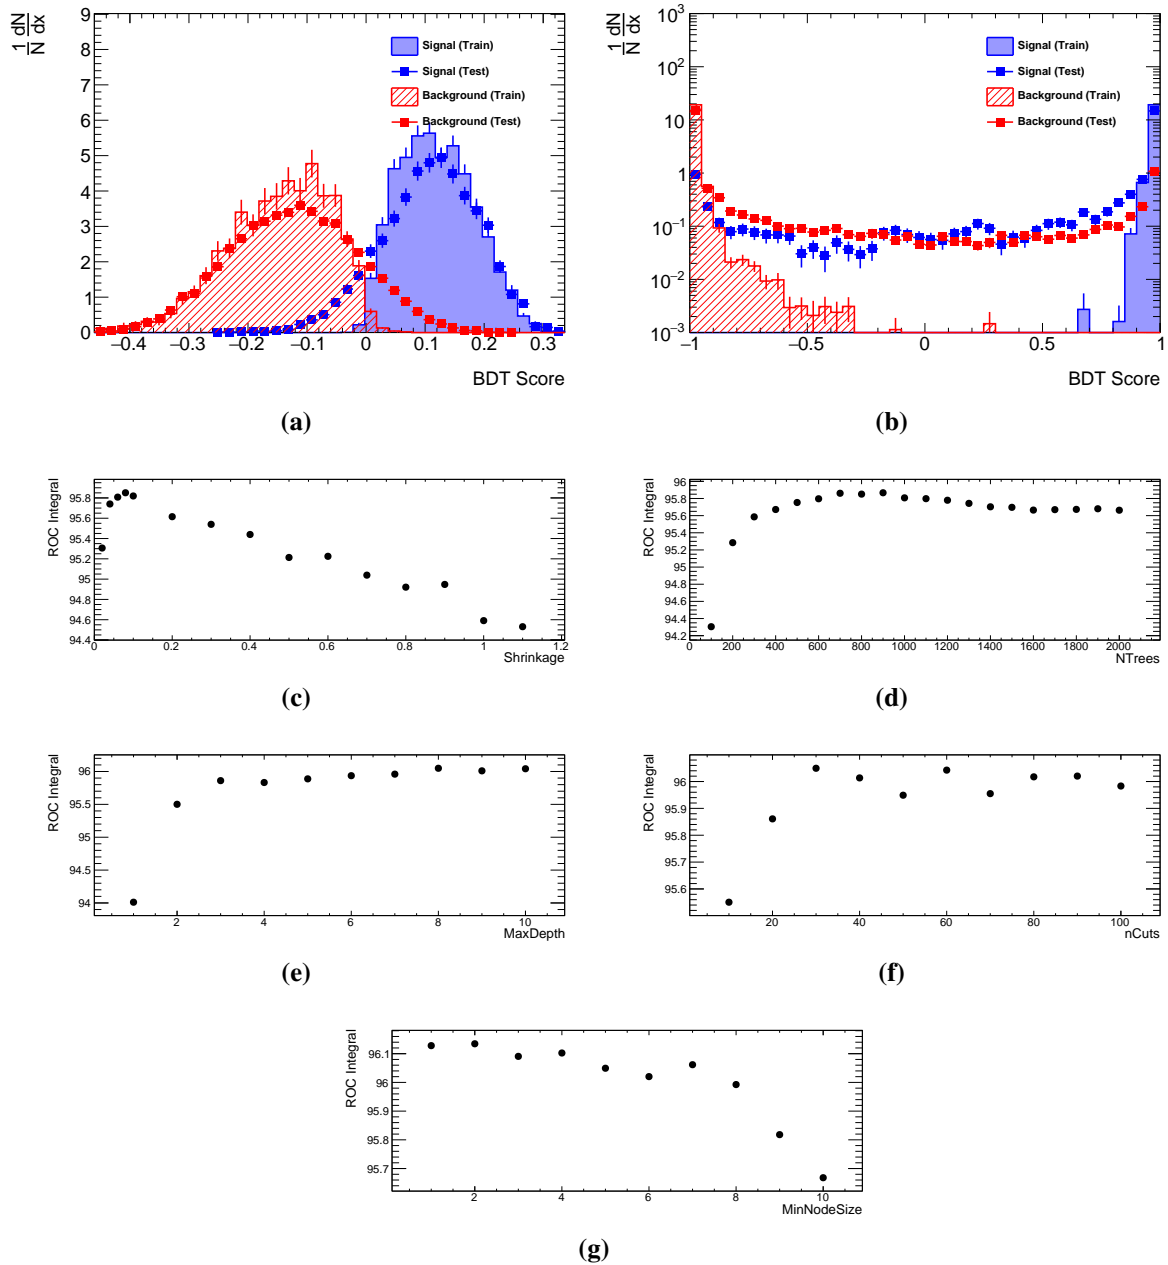 1/N dN/dx
9
8
7
6
5
4
3
2
1
0
Signal (Train)
Signal (Test)
Background (Train)
Background (Test)
−0.4 −0.3 −0.2 −0.1 0 0.1 0.2 0.3
BDT Score
(a)
1/N dN/dx
10³
10²
10
1
10⁻¹
10⁻²
10⁻³
Signal (Train)
Signal (Test)
Background (Train)
Background (Test)
−1 −0.5 0 0.5 1
BDT Score
(b)
ROC Integral
95.8
95.6
95.4
95.2
95
94.8
94.6
94.4
0 0.2 0.4 0.6 0.8 1 1.2
Shrinkage
(c)
ROC Integral
96
95.8
95.6
95.4
95.2
95
94.8
94.6
94.4
94.2
0 200 400 600 800 1000 1200 1400 1600 1800 2000
NTrees
(d)
ROC Integral
96
95.5
95
94.5
94
2 4 6 8 10
MaxDepth
(e)
ROC Integral
96
95.9
95.8
95.7
95.6
20 40 60 80 100
nCuts
(f)
ROC Integral
96.1
96
95.9
95.8
95.7
2 4 6 8 10
MinNodeSize
(g)